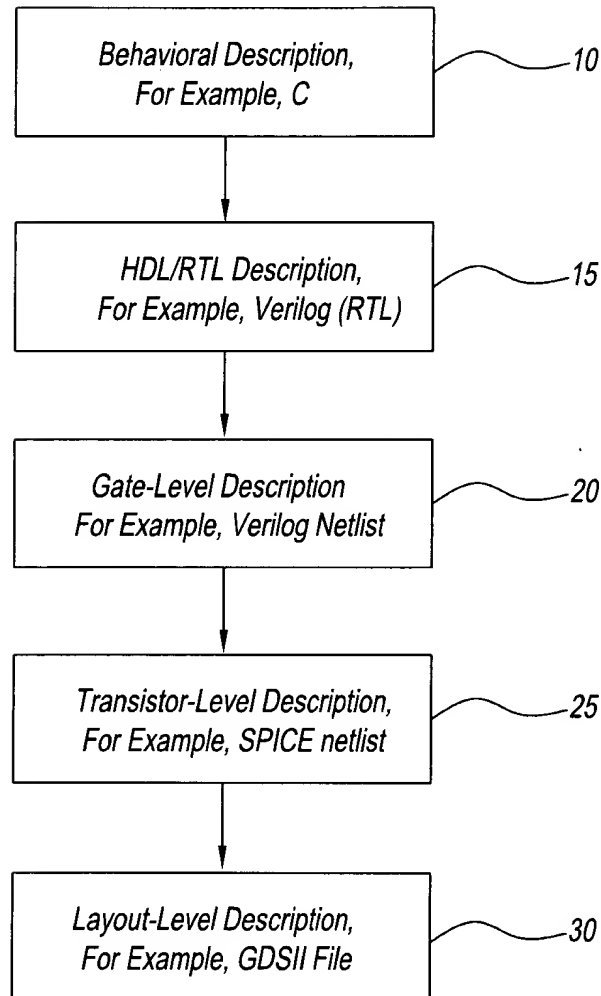 Behavioral Description,
For Example, C
10
HDL/RTL Description,
For Example, Verilog (RTL)
15
Gate-Level Description
For Example, Verilog Netlist
20
Transistor-Level Description,
For Example, SPICE netlist
25
Layout-Level Description,
For Example, GDSII File
30